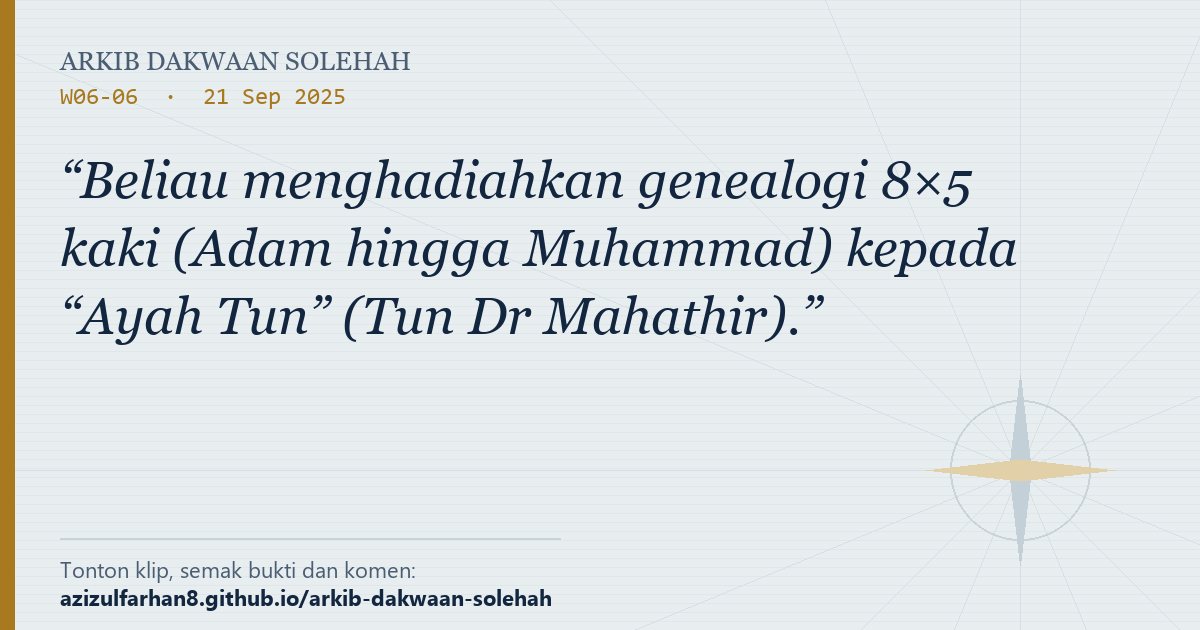 ARKIB DAKWAAN SOLEHAH
W06-06 · 21 Sep 2025
“Beliau menghadiahkan genealogi 8×5
kaki (Adam hingga Muhammad) kepada
“Ayah Tun” (Tun Dr Mahathir).”
Tonton klip, semak bukti dan komen:
azizulfarhan8.github.io/arkib-dakwaan-solehah